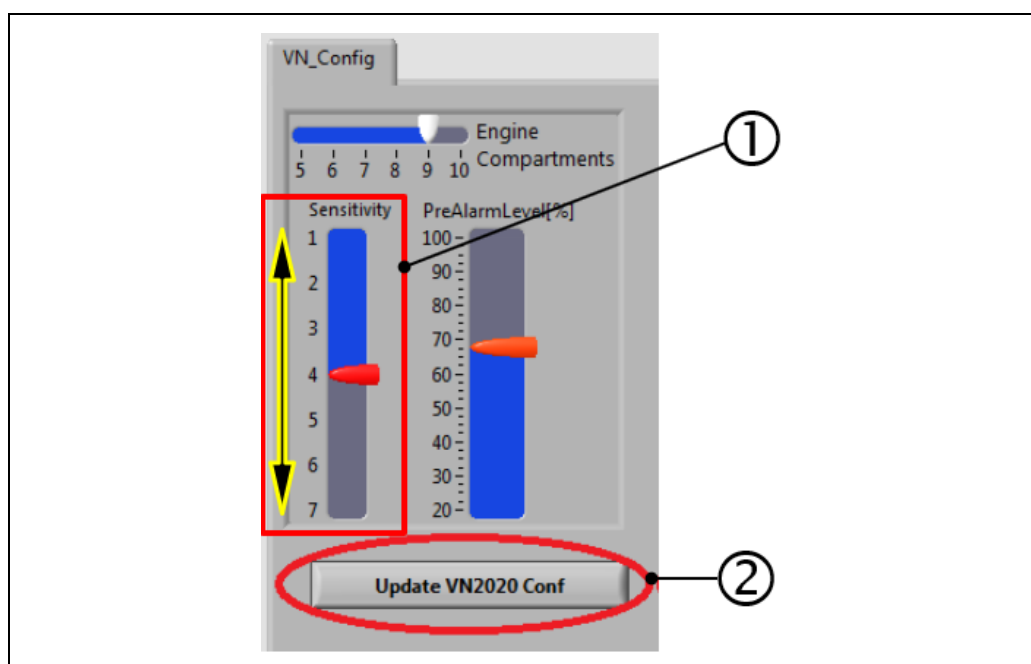 VN_Config
Engine
Compartments
5 6 7 8 9 10
Sensitivity
1
2
3
4
5
6
7
PreAlarmLevel[%]
100
90
80
70
60
50
40
30
20
Update VN2020 Conf
1
2